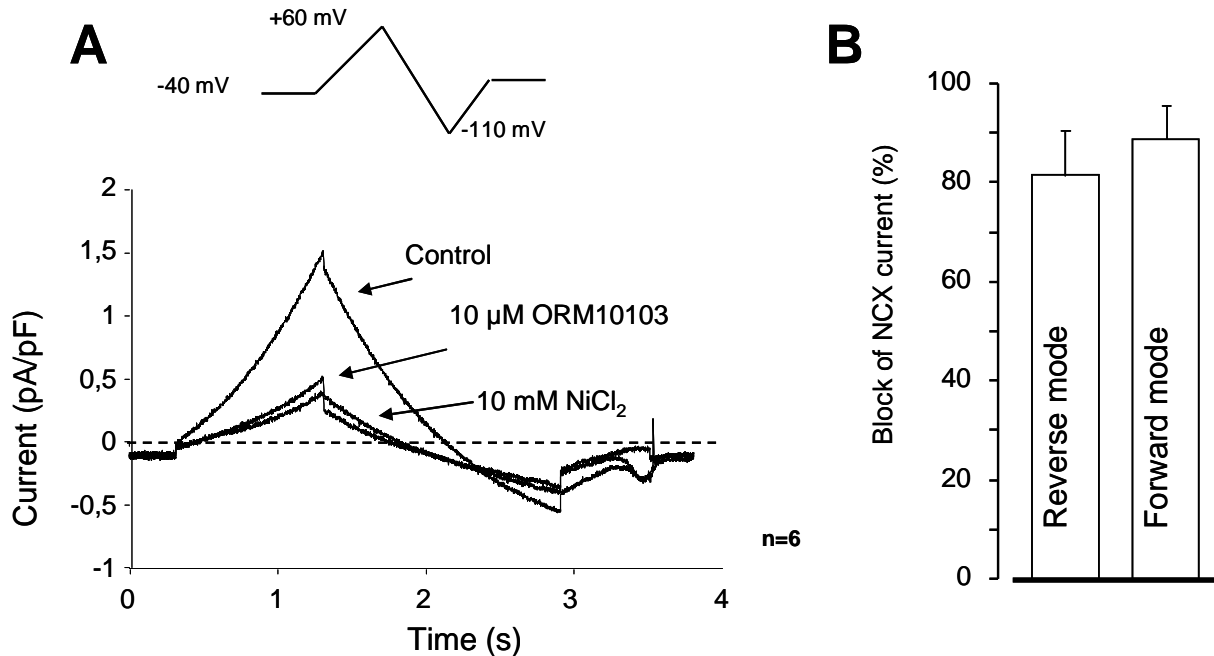 A
+60 mV
-40 mV
-110 mV
2
1,5
1
0,5
0
-0,5
-1
Current (pA/pF)
Control
10 µM ORM10103
10 mM NiCl₂
0
1
2
3
4
Time (s)
n=6
B
100
80
60
40
20
0
Block of NCX current (%)
Reverse mode
Forward mode